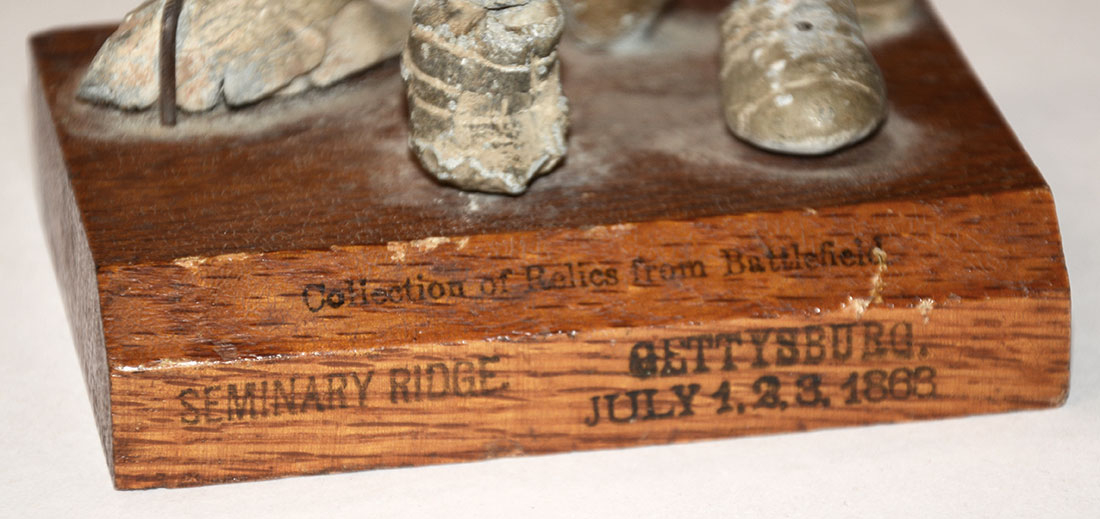 Collection of Relics from Battlefield
SEMINARY RIDGE
GETTYSBURG.
JULY 1, 2, 3, 1863